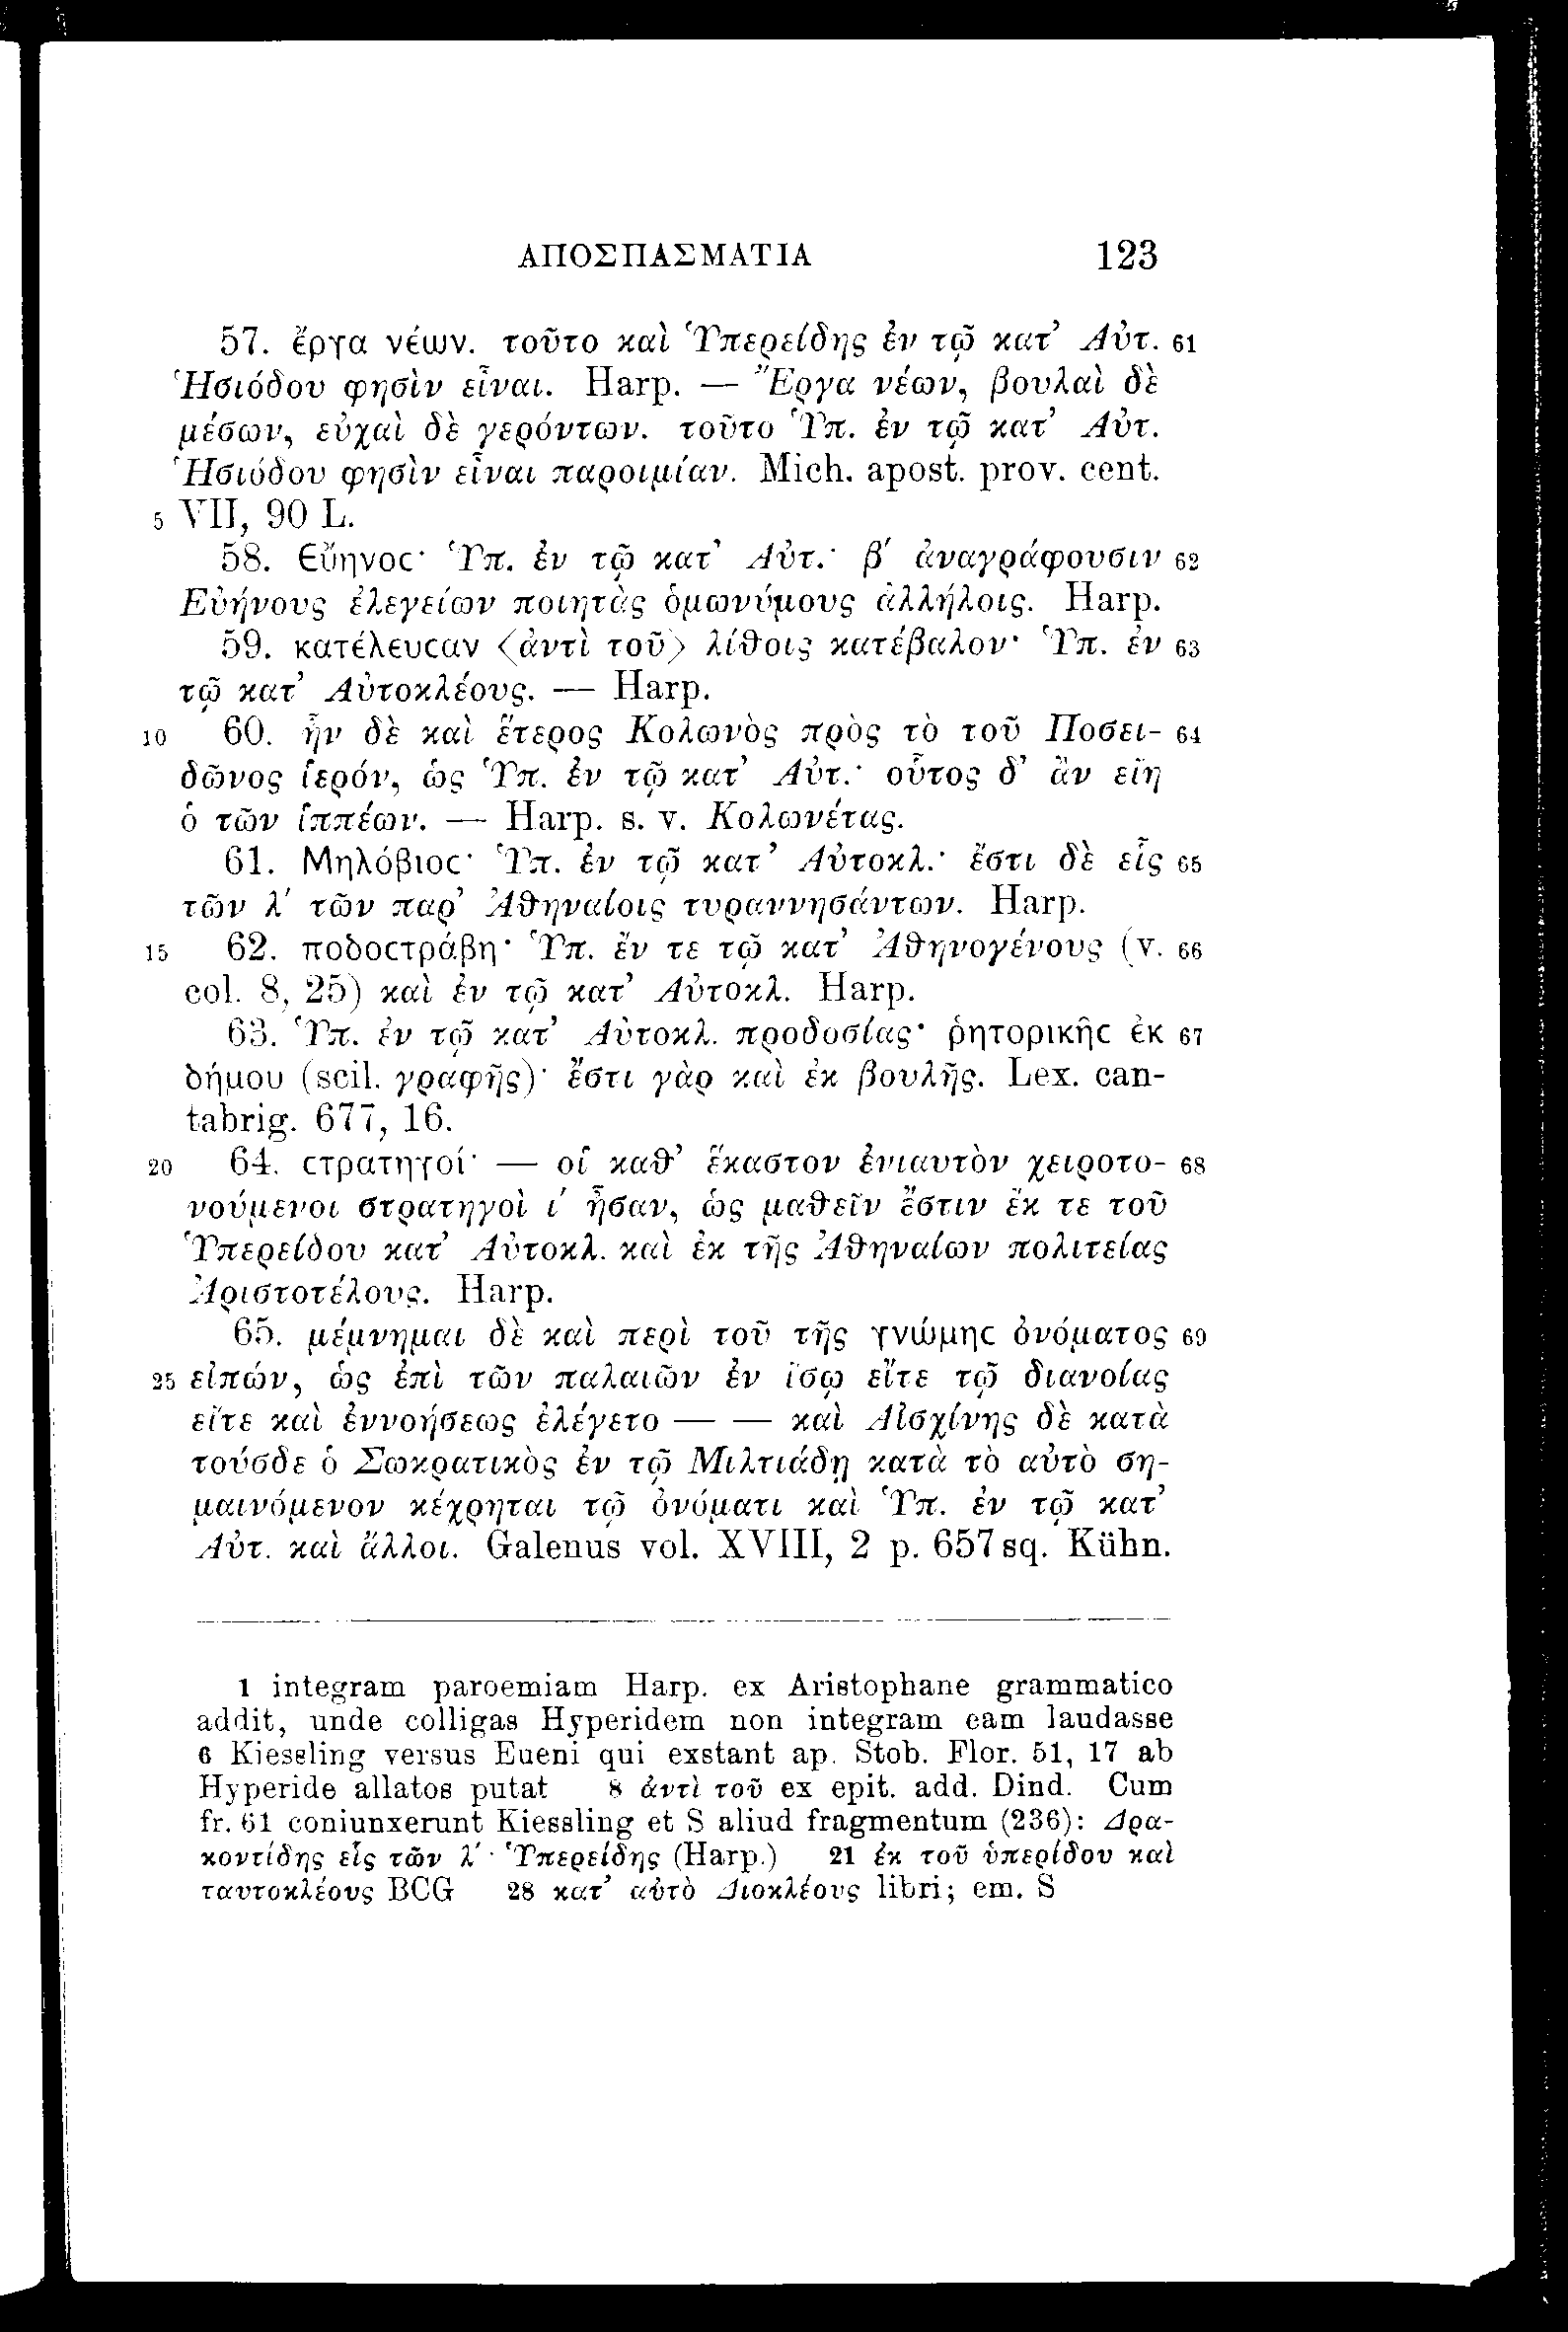 ΑΠΟΣΠΑΣΜΑΤΙΑ 123
57. ἔργα νέων. τοῦτο καὶ Ὑπερείδης ἐν τῷ κατ’ Αὐτ. 61
Ἡσιόδου φησὶν εἶναι. Harp. — Ἔργα νέων, βουλαὶ δὲ
μέσων, εὐχαὶ δὲ γερόντων. τοῦτο Ὑπ. ἐν τῷ κατ’ Αὐτ.
Ἡσιόδου φησὶν εἶναι παροιμίαν. Mich. apost. prov. cent.
5 VII, 90 L.
58. Εὔηνοϲ· Ὑπ. ἐν τῷ κατ’ Αὐτ.· β′ ἀναγράφουσιν 62
Εὐήνους ἐλεγείων ποιητὰς ὁμωνύμους ἀλλήλοις. Harp.
59. κατέλευϲαν ⟨ἀντὶ τοῦ⟩ λίθοις κατέβαλον· Ὑπ. ἐν 63
τῷ κατ’ Αὐτοκλέους. — Harp.
10 60. ἦν δὲ καὶ ἕτερος Κολωνὸς πρὸς τὸ τοῦ Ποσει- 64
δῶνος ἱερόν, ὡς Ὑπ. ἐν τῷ κατ’ Αὐτ.· οὗτος δ’ ἂν εἴη
ὁ τῶν ἱππέων. — Harp. s. v. Κολωνέτας.
61. Μηλόβιοϲ· Ὑπ. ἐν τῷ κατ’ Αὐτοκλ.· ἔστι δὲ εἷς 65
τῶν λ′ τῶν παρ’ Ἀθηναίοις τυραννησάντων. Harp.
15 62. ποδοϲτράβη· Ὑπ. ἔν τε τῷ κατ’ Ἀθηνογένους (v. 66
col. 8, 25) καὶ ἐν τῷ κατ’ Αὐτοκλ. Harp.
63. Ὑπ. ἐν τῷ κατ’ Αὐτοκλ. προδοσίας· ῥητορικῆϲ ἐκ 67
δήμου (scil. γραφῆς)· ἔστι γὰρ καὶ ἐκ βουλῆς. Lex. can-
tabrig. 677, 16.
20 64. ϲτρατηγοί· — οἱ καθ’ ἕκαστον ἐνιαυτὸν χειροτο- 68
νούμενοι στρατηγοὶ ι′ ἦσαν, ὡς μαθεῖν ἔστιν ἔκ τε τοῦ
Ὑπερείδου κατ’ Αὐτοκλ. καὶ ἐκ τῆς Ἀθηναίων πολιτείας
Ἀριστοτέλους. Harp.
65. μέμνημαι δὲ καὶ περὶ τοῦ τῆς γνώμηϲ ὀνόματος 69
25 εἰπών, ὡς ἐπὶ τῶν παλαιῶν ἐν ἴσῳ εἴτε τῷ διανοίας
εἴτε καὶ ἐννοήσεως ἐλέγετο — — καὶ Αἰσχίνης δὲ κατὰ
τούσδε ὁ Σωκρατικὸς ἐν τῷ Μιλτιάδῃ κατὰ τὸ αὐτὸ ση-
μαινόμενον κέχρηται τῷ ὀνόματι καὶ Ὑπ. ἐν τῷ κατ’
Αὐτ. καὶ ἄλλοι. Galenus vol. XVIII, 2 p. 657 sq. Kühn.
1 integram paroemiam Harp. ex Aristophane grammatico
addit, unde colligas Hyperidem non integram eam laudasse
6 Kiessling versus Eueni qui exstant ap. Stob. Flor. 51, 17 ab
Hyperide allatos putat 8 ἀντὶ τοῦ ex epit. add. Dind. Cum
fr. 61 coniunxerunt Kiessling et S aliud fragmentum (236): Δρα-
κοντίδης εἷς τῶν λ′· Ὑπερείδης (Harp.) 21 ἐκ τοῦ ὑπερίδου καὶ
ταυτοκλέους BCG 28 κατ’ αὐτὸ Διοκλέους libri; em. S